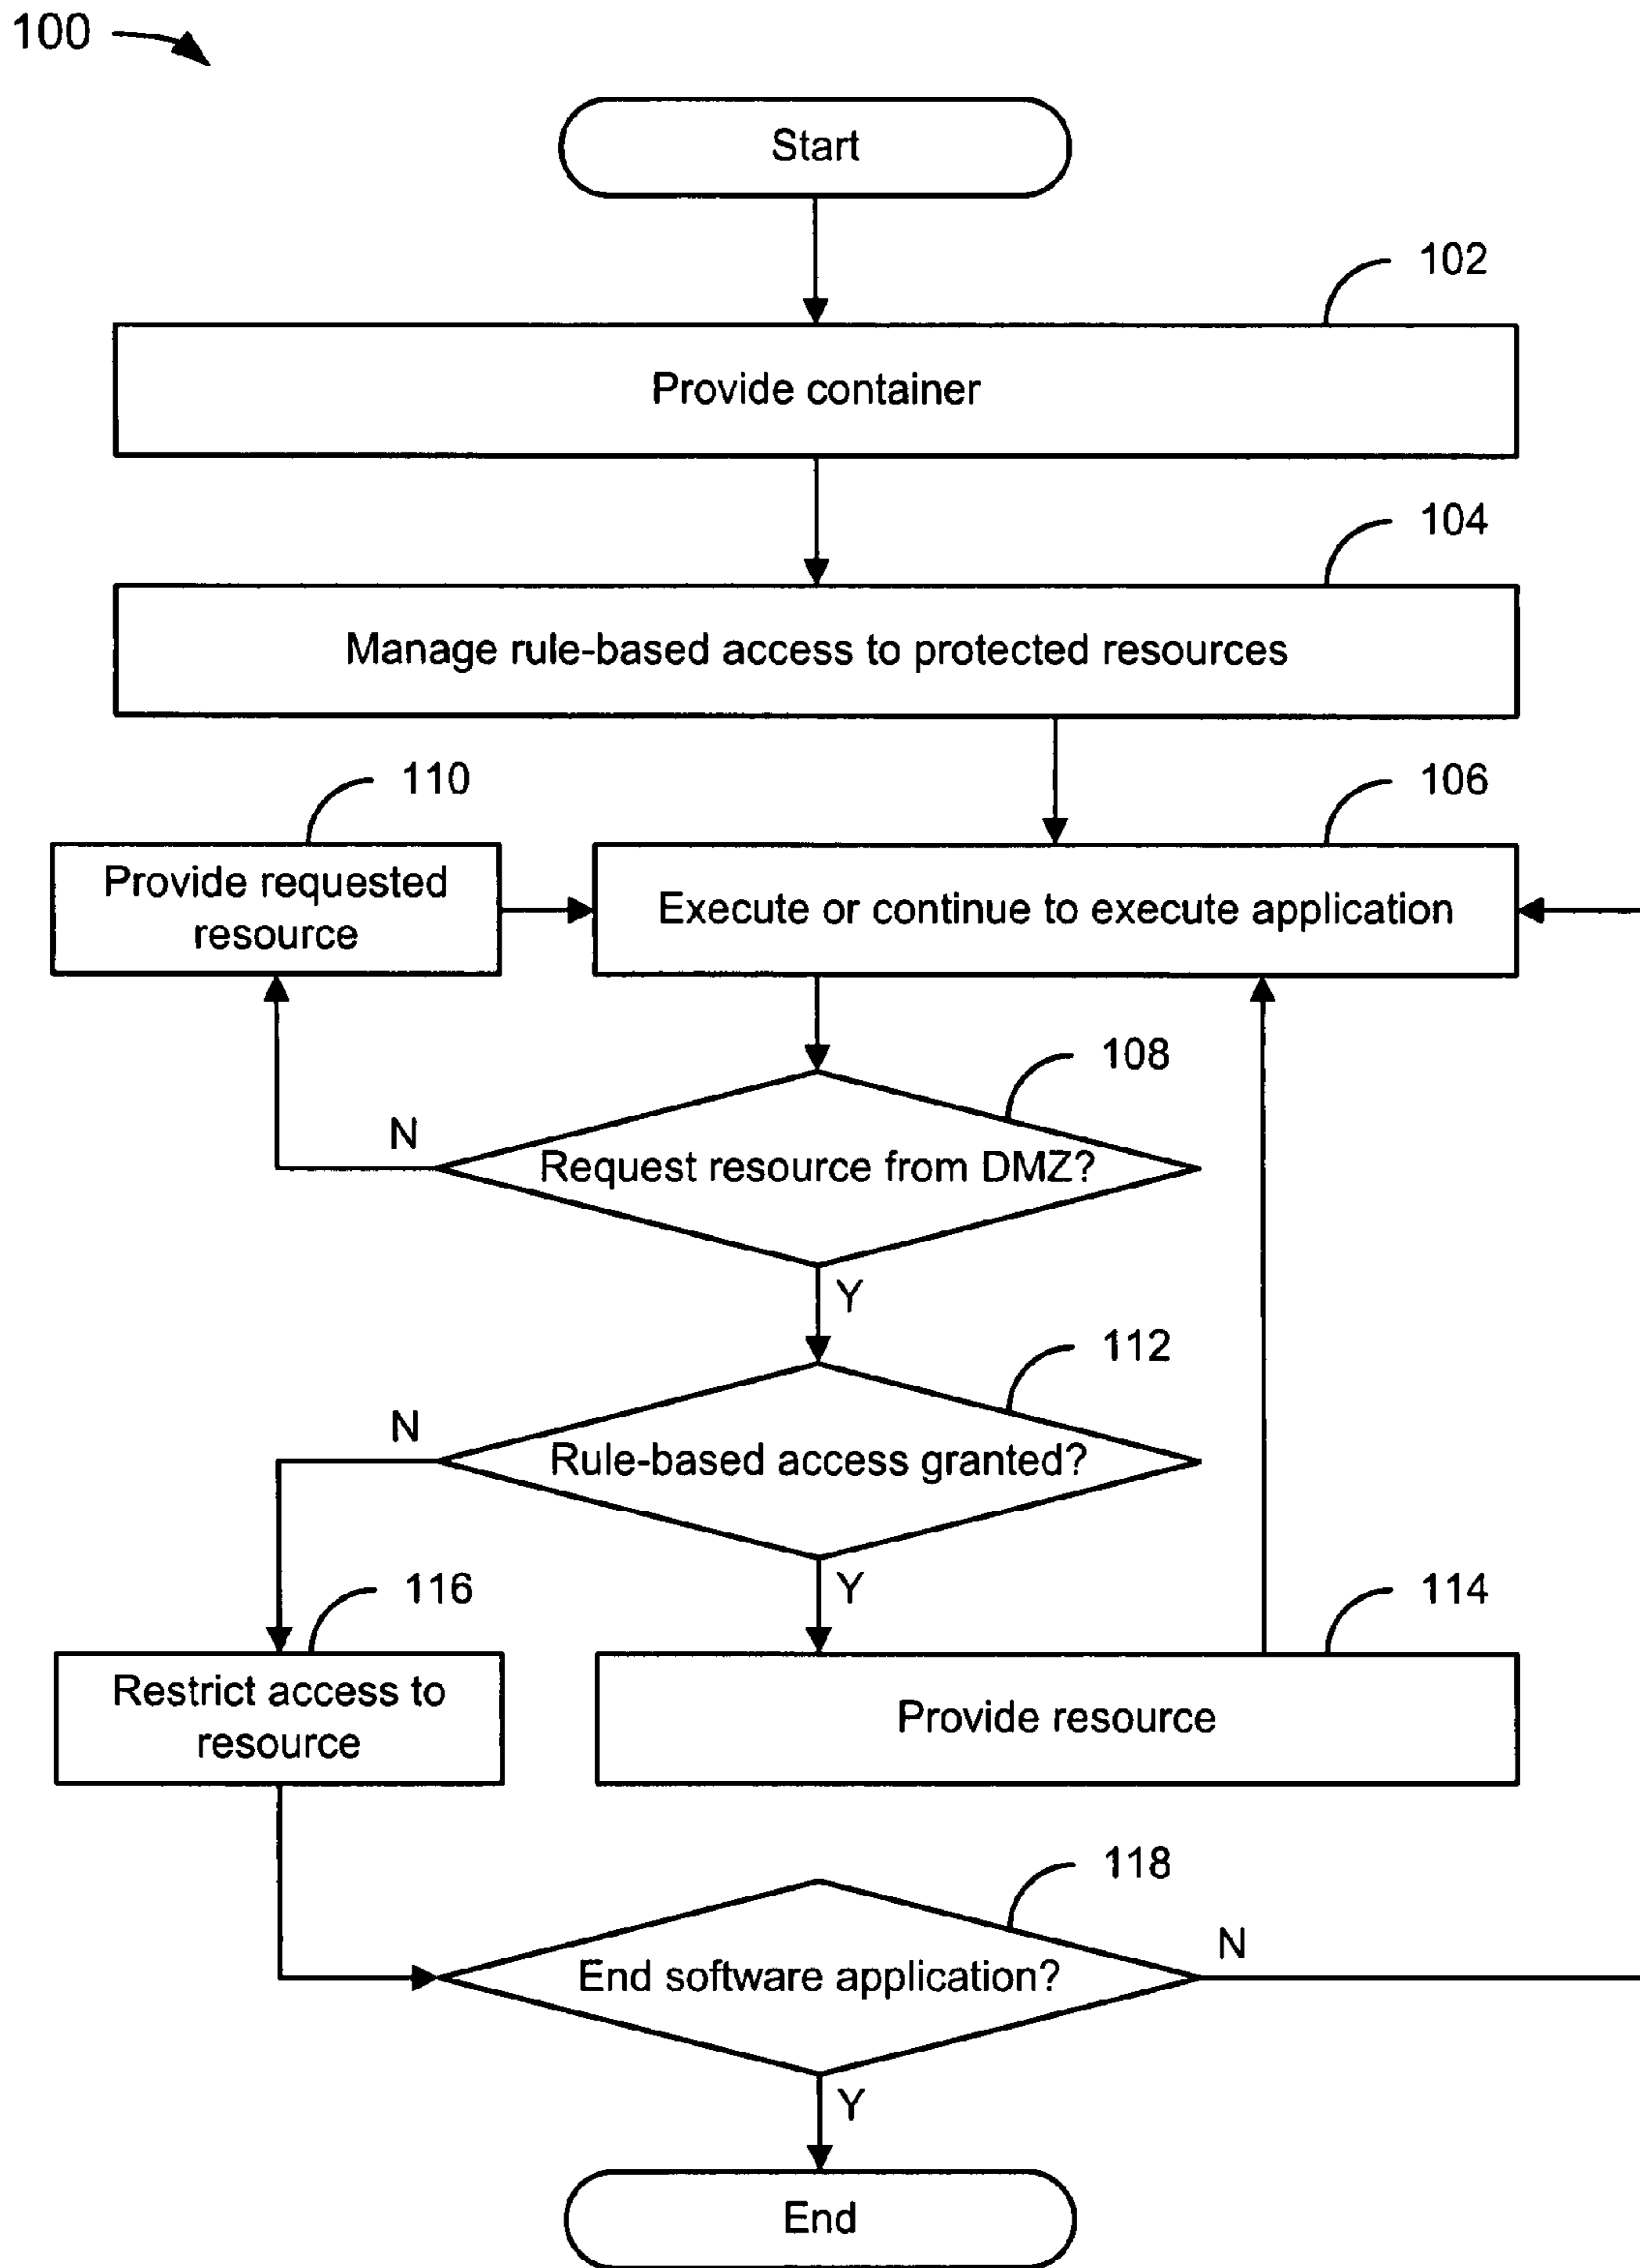 100
Start
102
Provide container
104
Manage rule-based access to protected resources
110
106
Provide requested
resource
Execute or continue to execute application
108
N
Request resource from DMZ?
Y
112
N
Rule-based access granted?
Y
116
114
Restrict access to
resource
Provide resource
118
N
End software application?
Y
End